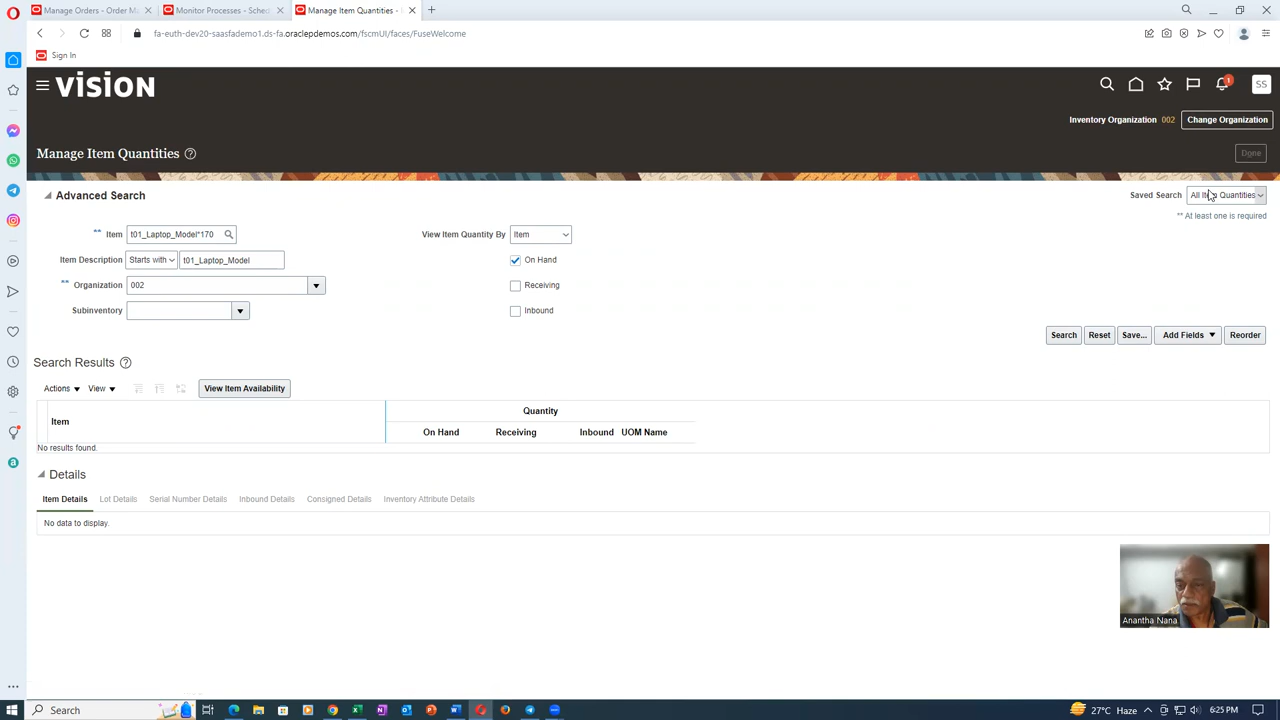 Manage Orders - Order Ma
Monitor Processes - Sched
Manage Item Quantities -
fa-euth-dev20-saasfademo1.ds-fa.oraclepdemos.com/fscmUI/faces/FuseWelcome
Sign In
VISION
1
SS
Inventory Organization 002 Change Organization
Manage Item Quantities
Done
Advanced Search
Saved Search All Item Quantities
** At least one is required
** Item t01_Laptop_Model*170
View Item Quantity By Item
Item Description Starts with t01_Laptop_Model
On Hand
** Organization 002
Receiving
Subinventory
Inbound
Search Reset Save... Add Fields Reorder
Search Results
Actions View View Item Availability
Item
Quantity
On Hand Receiving Inbound UOM Name
No results found.
Details
Item Details Lot Details Serial Number Details Inbound Details Consigned Details Inventory Attribute Details
No data to display.
Anantha Nana
Search
27°C Haze
6:25 PM